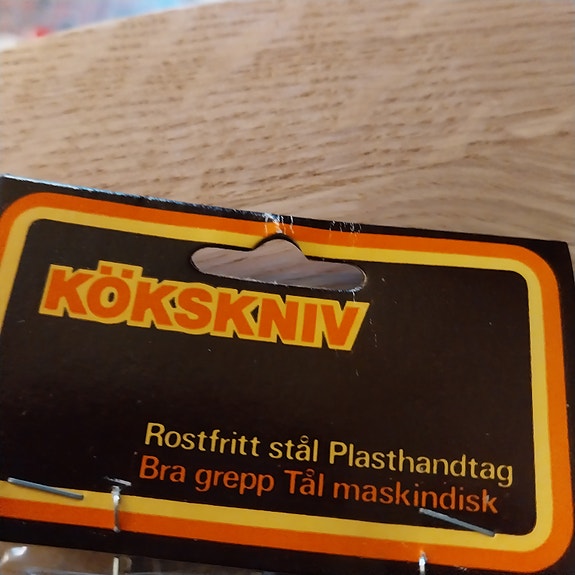 KÖKSKNIV
Rostfritt stål Plasthandtag
Bra grepp Tål maskindisk